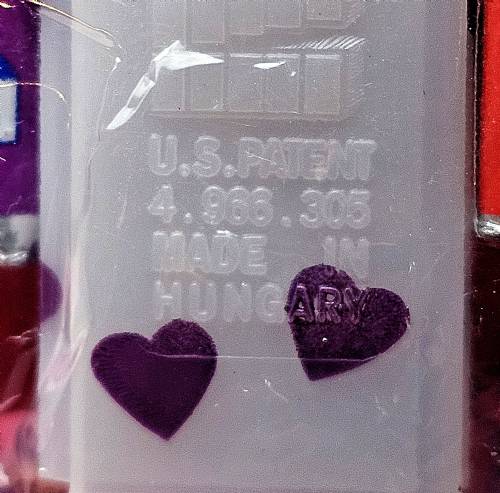 U.S.PATENT
4.966.305
MADE IN
HUNGARY